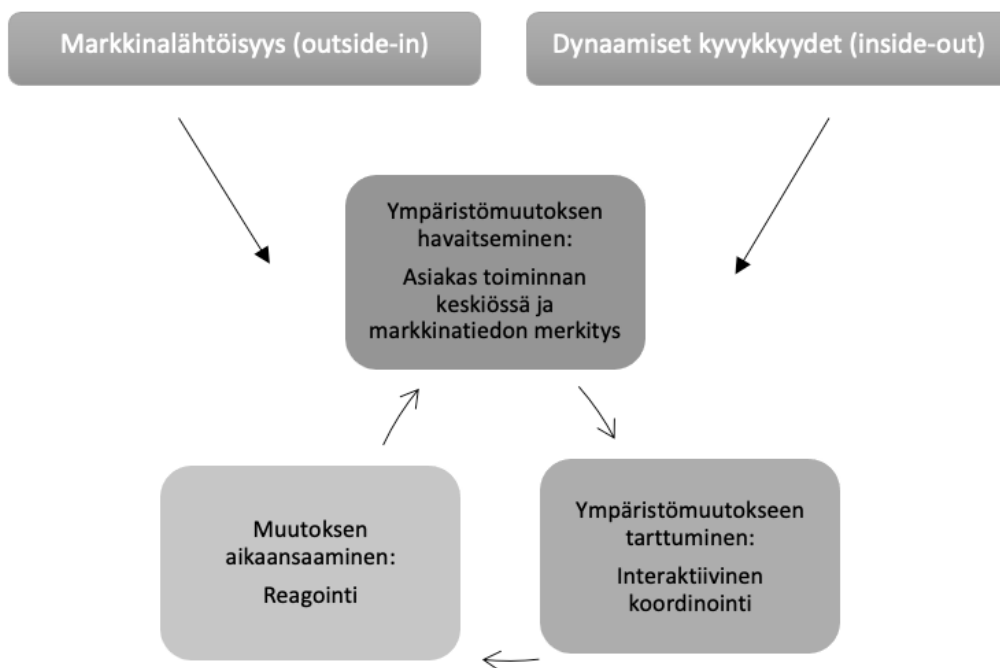 Markkinalähtöisyys (outside-in)
Dynaamiset kyvykkyydet (inside-out)
Ympäristömuutoksen
havaitseminen:
Asiakas toiminnan
keskiössä ja
markkinatiedon merkitys
Muutoksen
aikaansaaminen:
Reagointi
Ympäristömuutokseen
tarttuminen:
Interaktiivinen
koordinointi